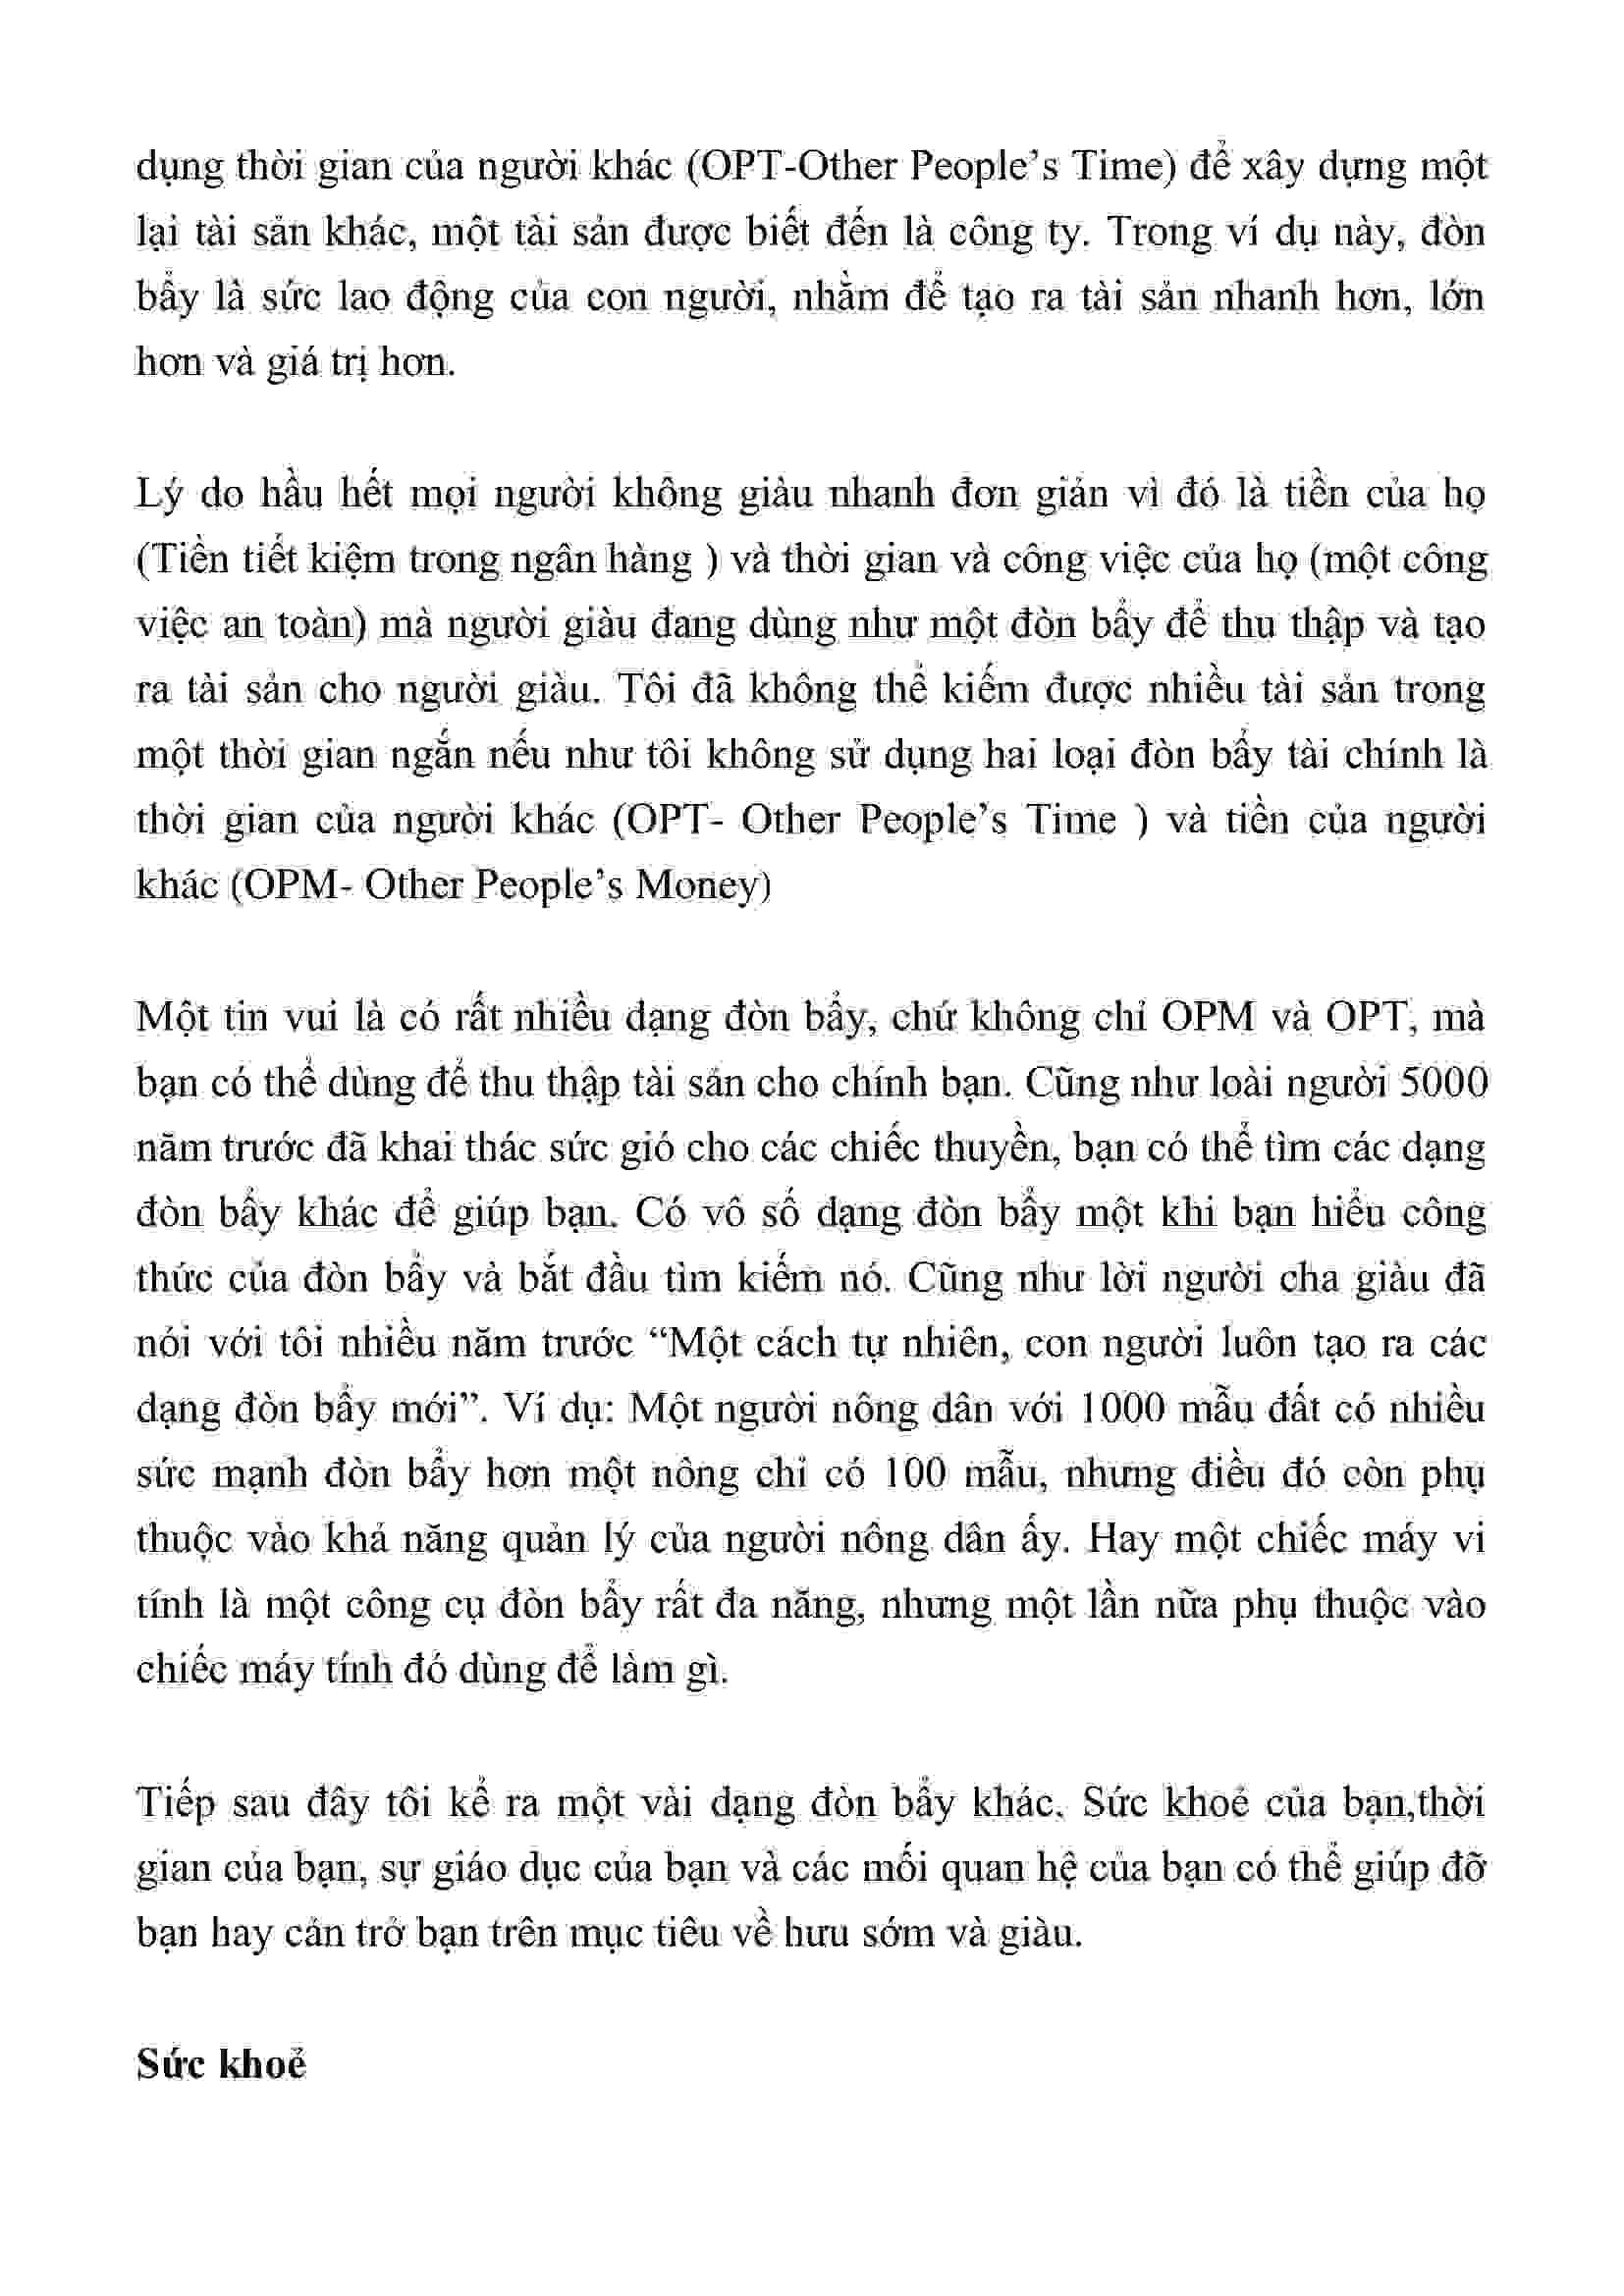 dụng thời gian của người khác (OPT-Other People’s Time) để xây dựng một
lại tài sản khác, một tài sản được biết đến là công ty. Trong ví dụ này, đòn
bẩy là sức lao động của con người, nhằm để tạo ra tài sản nhanh hơn, lớn
hơn và giá trị hơn.
Lý do hầu hết mọi người không giàu nhanh đơn giản vì đó là tiền của họ
(Tiền tiết kiệm trong ngân hàng ) và thời gian và công việc của họ (một công
việc an toàn) mà người giàu đang dùng như một đòn bẩy để thu thập và tạo
ra tài sản cho người giàu. Tôi đã không thể kiếm được nhiều tài sản trong
một thời gian ngắn nếu như tôi không sử dụng hai loại đòn bẩy tài chính là
thời gian của người khác (OPT- Other People’s Time ) và tiền của người
khác (OPM- Other People’s Money)
Một tin vui là có rất nhiều dạng đòn bẩy, chứ không chỉ OPM và OPT, mà
bạn có thể dùng để thu thập tài sản cho chính bạn. Cũng như loài người 5000
năm trước đã khai thác sức gió cho các chiếc thuyền, bạn có thể tìm các dạng
đòn bẩy khác để giúp bạn. Có vô số dạng đòn bẩy một khi bạn hiểu công
thức của đòn bẩy và bắt đầu tìm kiếm nó. Cũng như lời người cha giàu đã
nói với tôi nhiều năm trước “Một cách tự nhiên, con người luôn tạo ra các
dạng đòn bẩy mới”. Ví dụ: Một người nông dân với 1000 mẫu đất có nhiều
sức mạnh đòn bẩy hơn một nông chỉ có 100 mẫu, nhưng điều đó còn phụ
thuộc vào khả năng quản lý của người nông dân ấy. Hay một chiếc máy vi
tính là một công cụ đòn bẩy rất đa năng, nhưng một lần nữa phụ thuộc vào
chiếc máy tính đó dùng để làm gì.
Tiếp sau đây tôi kể ra một vài dạng đòn bẩy khác. Sức khoẻ của bạn,thời
gian của bạn, sự giáo dục của bạn và các mối quan hệ của bạn có thể giúp đỡ
bạn hay cản trở bạn trên mục tiêu về hưu sớm và giàu.
Sức khoẻ